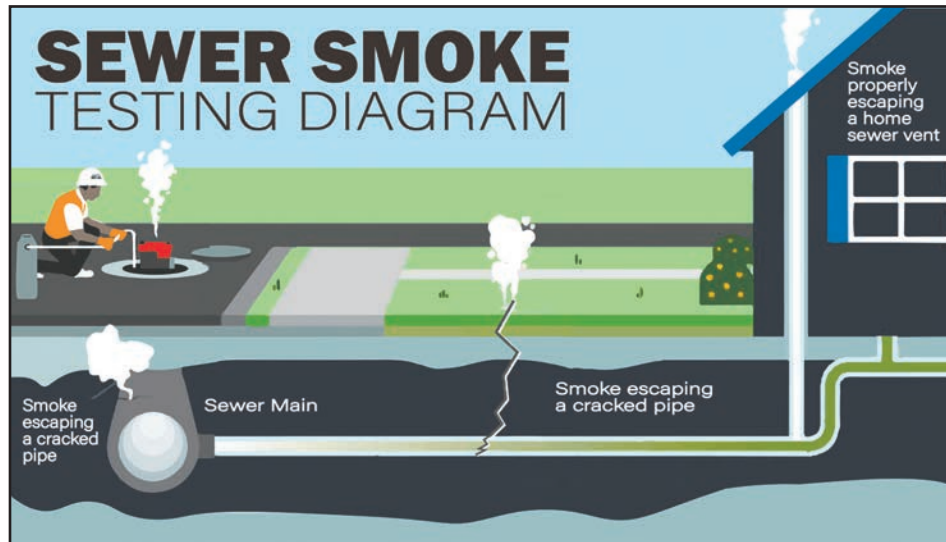 SEWER SMOKE
TESTING DIAGRAM
Smoke
properly
escaping
a home
sewer vent
Smoke
escaping
a cracked
pipe
Sewer Main
Smoke escaping
a cracked pipe